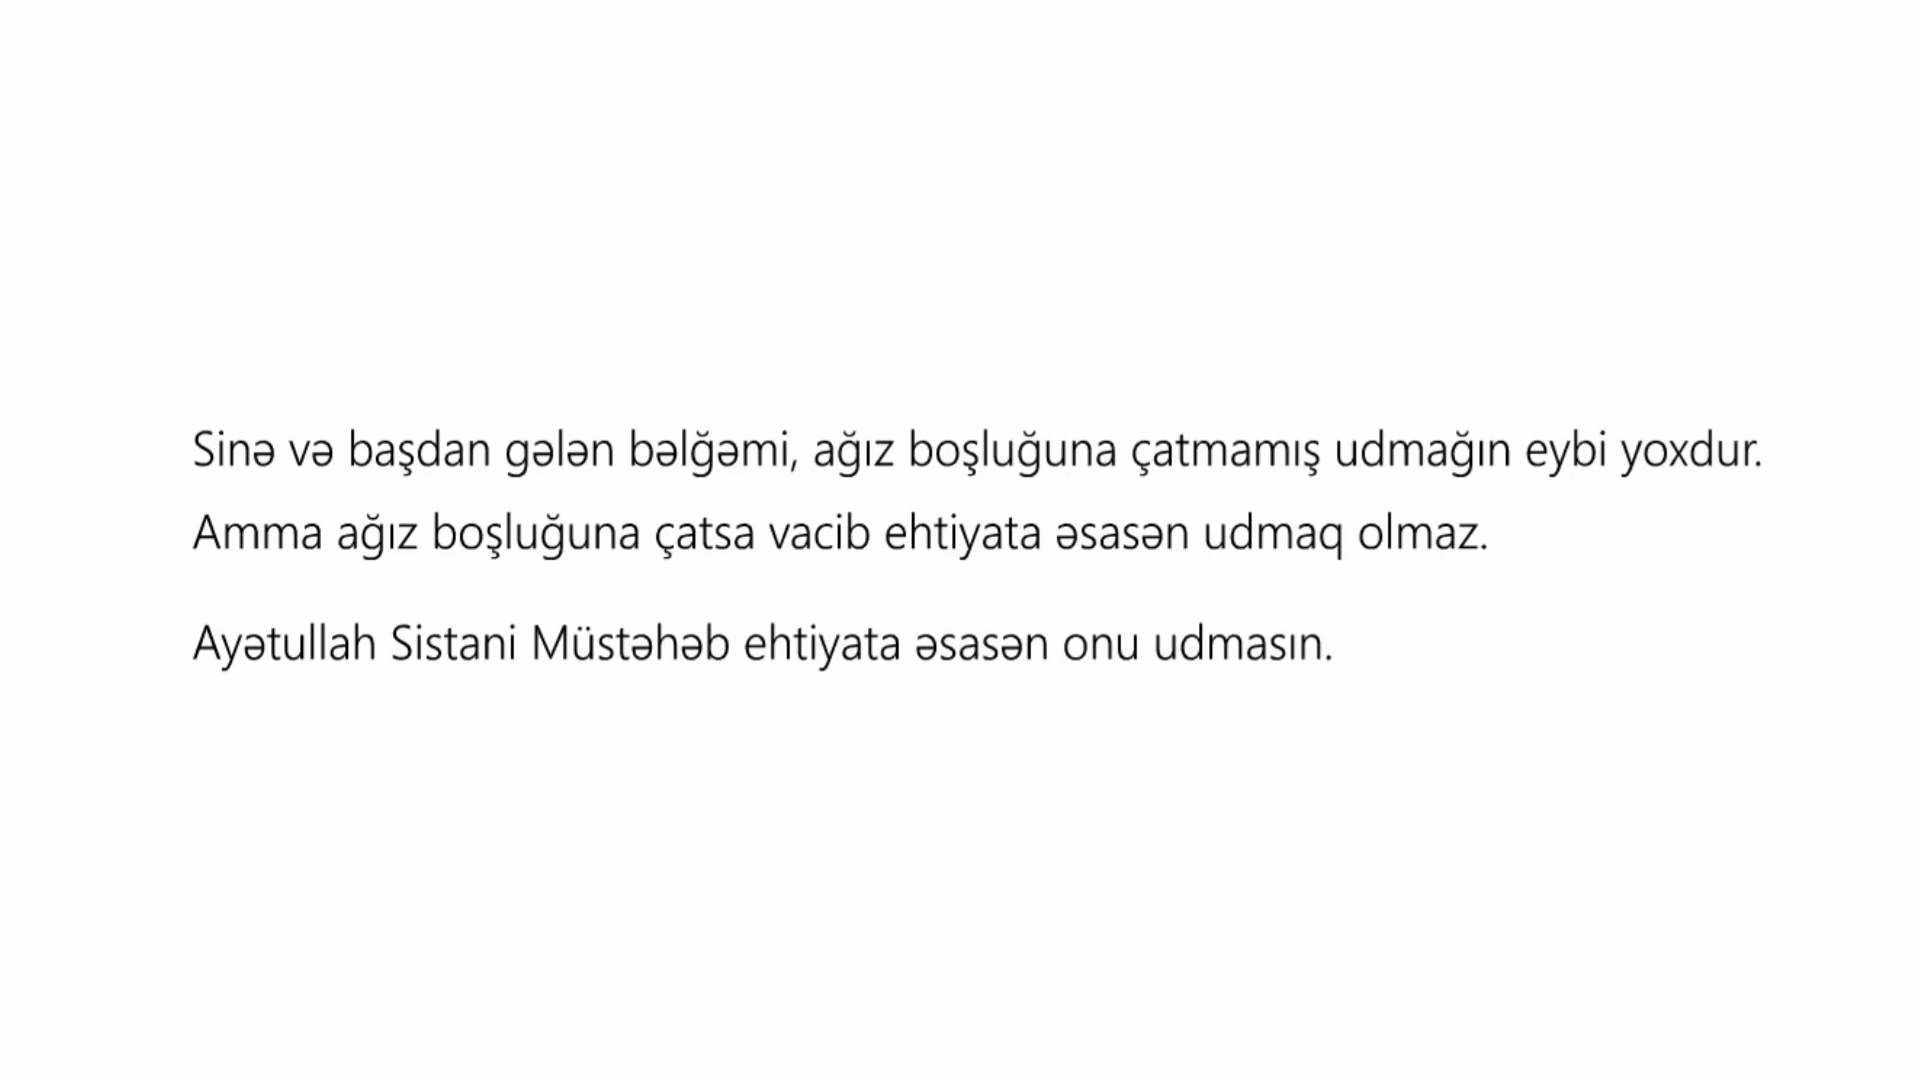 Sinə və başdan gələn bəlğəmi, ağız boşluğuna çatmamış udmağın eybi yoxdur.
Amma ağız boşluğuna çatsa vacib ehtiyata əsasən udmaq olmaz.
Ayətullah Sistani Müstəhəb ehtiyata əsasən onu udmasın.